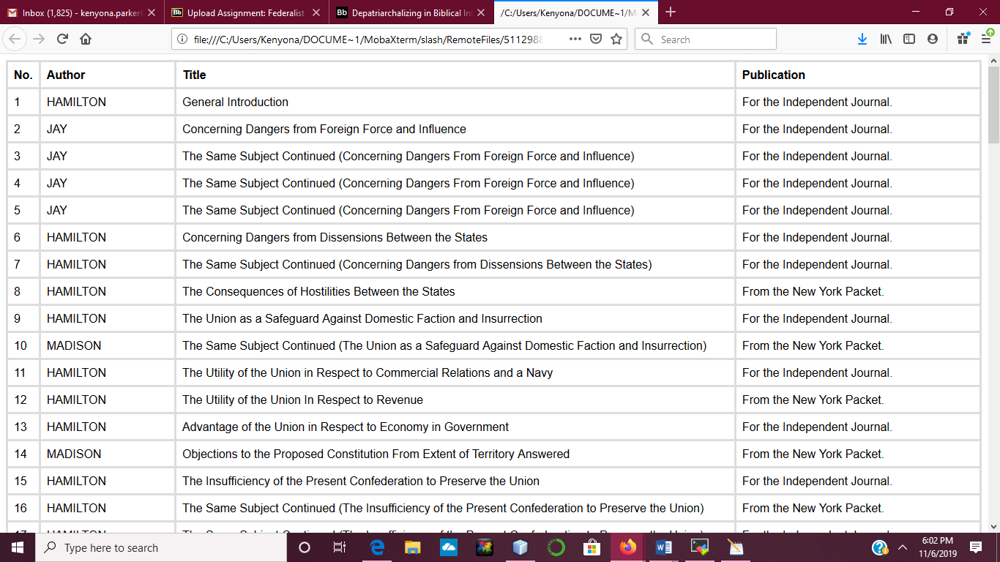 Inbox (1,825) - kenyona.parker
Upload Assignment: Federalist
Depatriarchalizing in Biblical In
/C:/Users/Kenyona/DOCUME~1/M
file:///C:/Users/Kenyona/DOCUME~1/MobaXterm/slash/RemoteFiles/5112988
Search
No. Author Title Publication
1 HAMILTON General Introduction For the Independent Journal.
2 JAY Concerning Dangers from Foreign Force and Influence For the Independent Journal.
3 JAY The Same Subject Continued (Concerning Dangers From Foreign Force and Influence) For the Independent Journal.
4 JAY The Same Subject Continued (Concerning Dangers From Foreign Force and Influence) For the Independent Journal.
5 JAY The Same Subject Continued (Concerning Dangers From Foreign Force and Influence) For the Independent Journal.
6 HAMILTON Concerning Dangers from Dissensions Between the States For the Independent Journal.
7 HAMILTON The Same Subject Continued (Concerning Dangers from Dissensions Between the States) For the Independent Journal.
8 HAMILTON The Consequences of Hostilities Between the States From the New York Packet.
9 HAMILTON The Union as a Safeguard Against Domestic Faction and Insurrection For the Independent Journal.
10 MADISON The Same Subject Continued (The Union as a Safeguard Against Domestic Faction and Insurrection) From the New York Packet.
11 HAMILTON The Utility of the Union in Respect to Commercial Relations and a Navy For the Independent Journal.
12 HAMILTON The Utility of the Union In Respect to Revenue From the New York Packet.
13 HAMILTON Advantage of the Union in Respect to Economy in Government For the Independent Journal.
14 MADISON Objections to the Proposed Constitution From Extent of Territory Answered From the New York Packet.
15 HAMILTON The Insufficiency of the Present Confederation to Preserve the Union For the Independent Journal.
16 HAMILTON The Same Subject Continued (The Insufficiency of the Present Confederation to Preserve the Union) From the New York Packet.
Type here to search
6:02 PM
11/6/2019